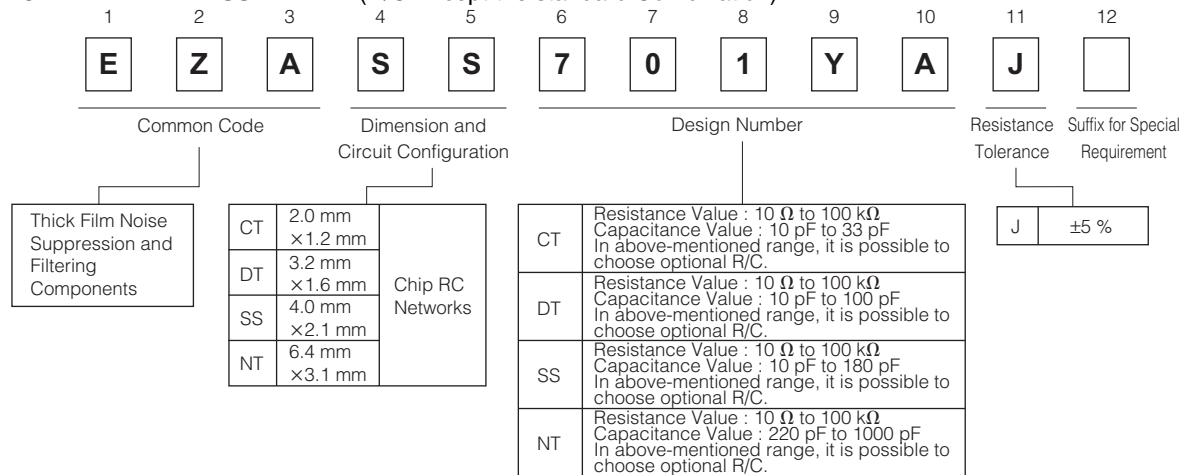 1 2 3 4 5 6 7 8 9 10 11 12
E Z A S S 7 0 1 Y A J
Common Code
Dimension and
Circuit Configuration
Design Number
Resistance
Tolerance
Suffix for Special
Requirement
Thick Film Noise
Suppression and
Filtering
Components
CT 2.0 mm
×1.2 mm
DT 3.2 mm
×1.6 mm
SS 4.0 mm
×2.1 mm
NT 6.4 mm
×3.1 mm
Chip RC
Networks
CT
Resistance Value : 10 Ω to 100 kΩ
Capacitance Value : 10 pF to 33 pF
In above-mentioned range, it is possible to
choose optional R/C.
DT
Resistance Value : 10 Ω to 100 kΩ
Capacitance Value : 10 pF to 100 pF
In above-mentioned range, it is possible to
choose optional R/C.
SS
Resistance Value : 10 Ω to 100 kΩ
Capacitance Value : 10 pF to 180 pF
In above-mentioned range, it is possible to
choose optional R/C.
NT
Resistance Value : 10 Ω to 100 kΩ
Capacitance Value : 220 pF to 1000 pF
In above-mentioned range, it is possible to
choose optional R/C.
J ±5 %